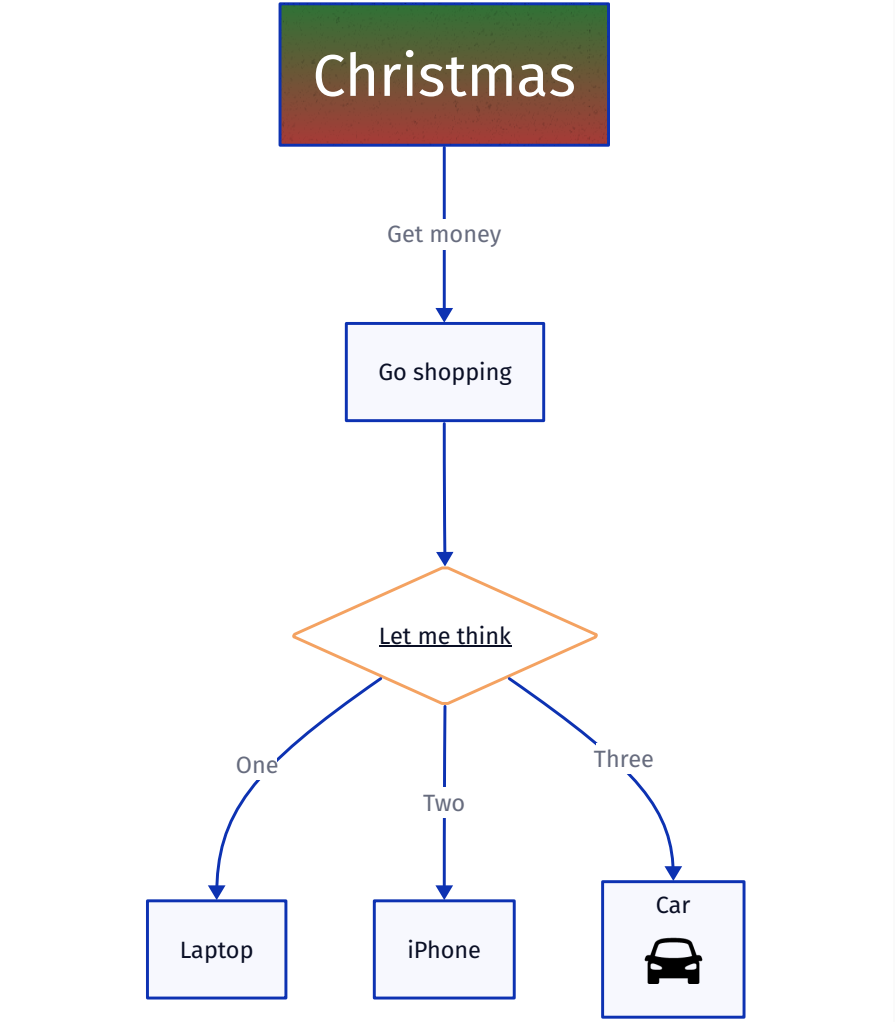 Christmas
Get money
Go shopping
Let me think
One
Three
Two
Laptop
iPhone
Car